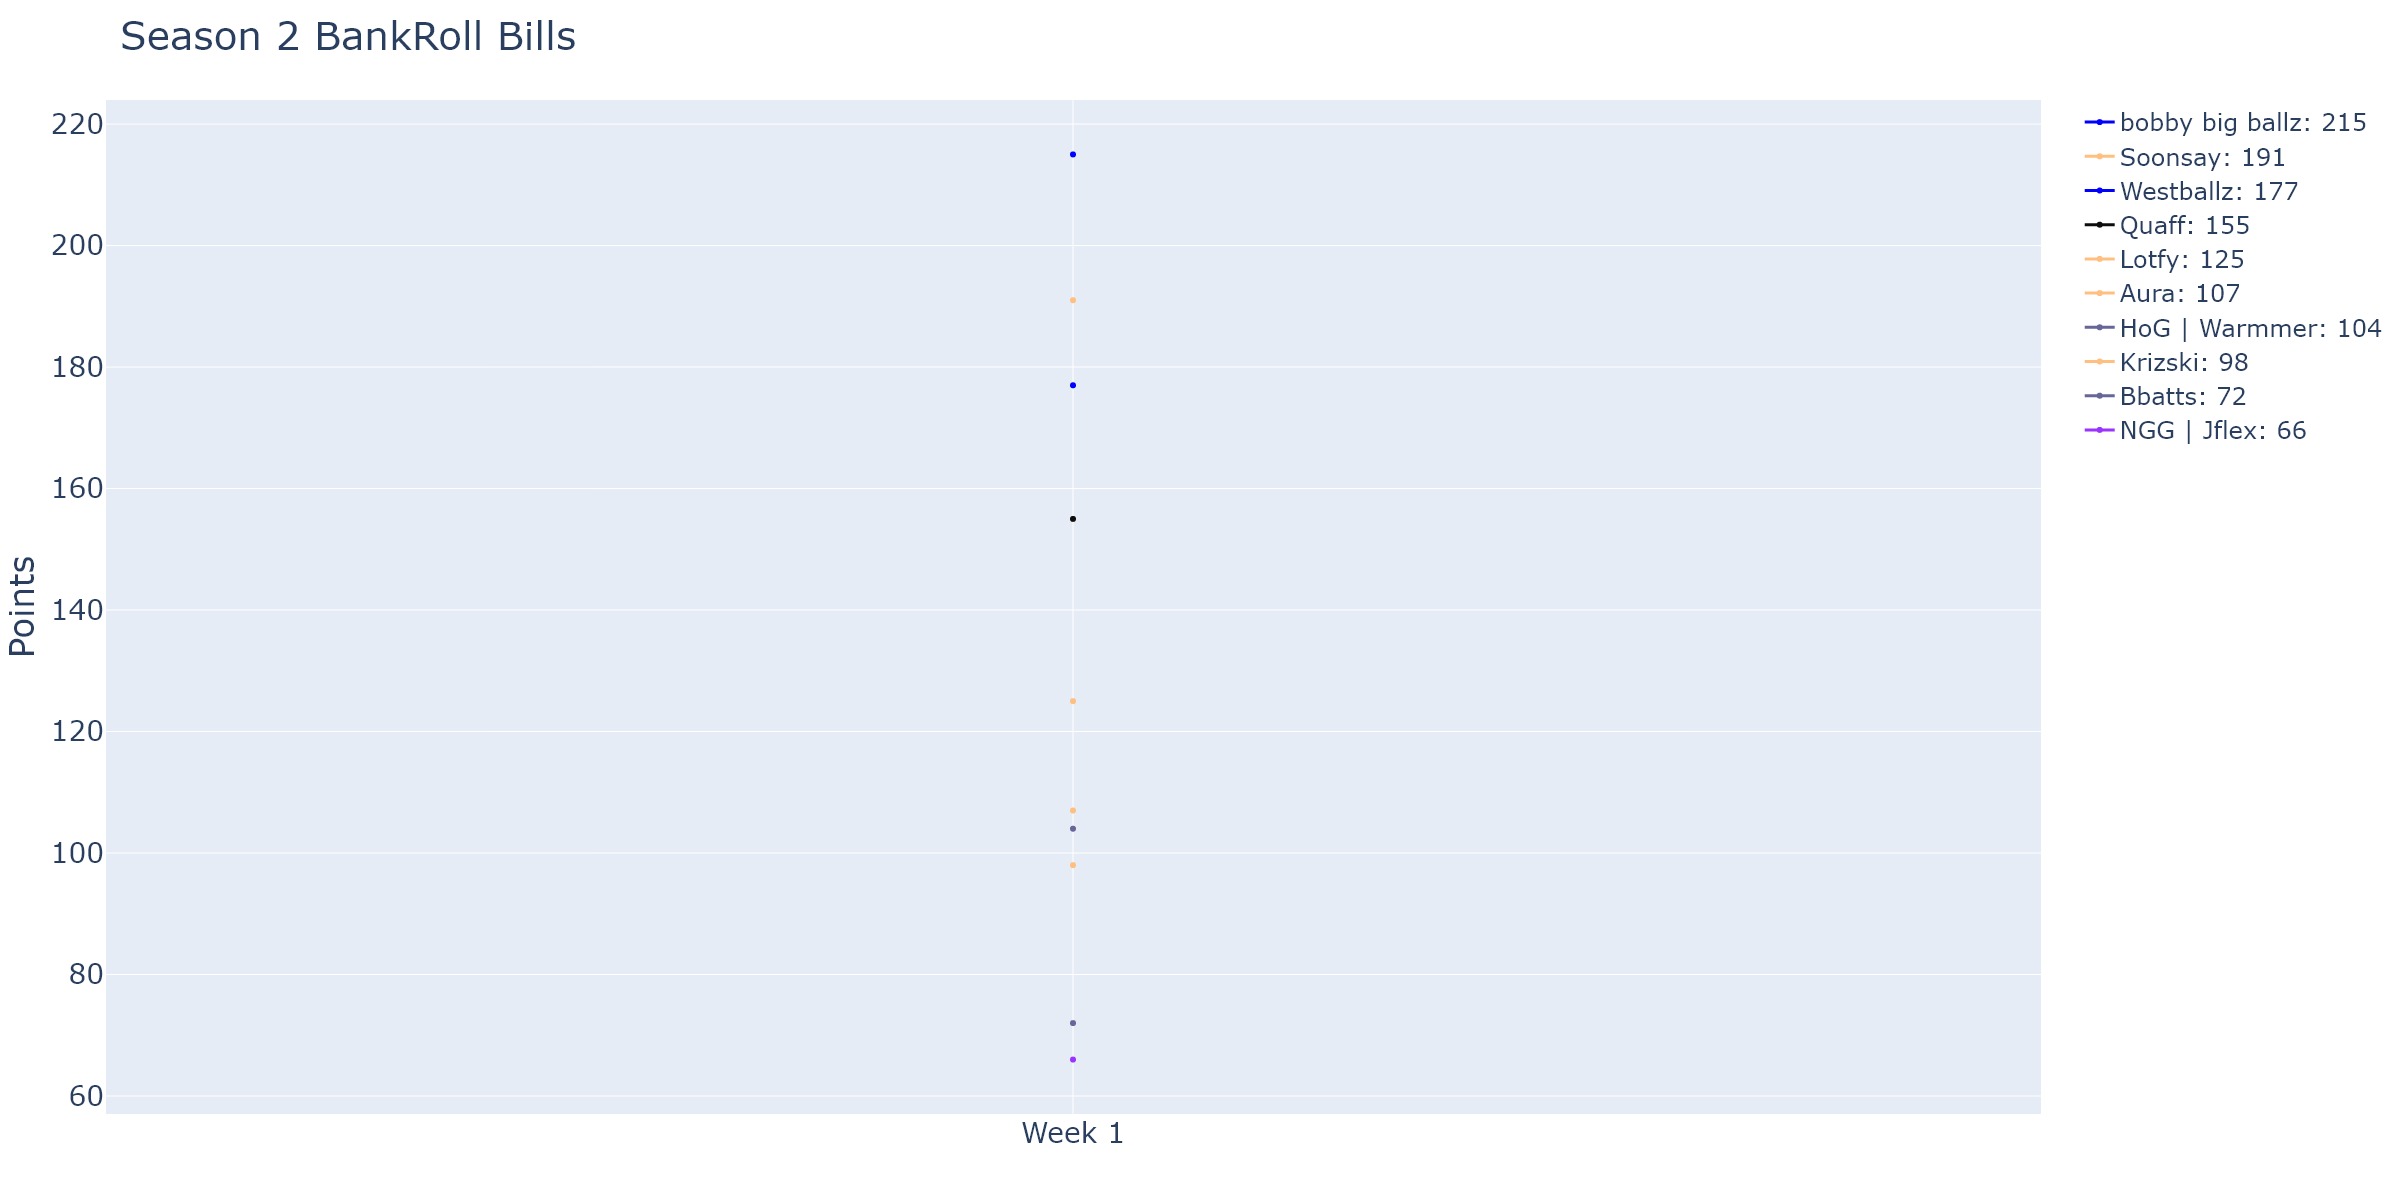 Season 2 BankRoll Bills
220
200
180
160
140
120
100
80
60
Points
Week 1
bobby big ballz: 215
Soonsay: 191
Westballz: 177
Quaff: 155
Lotfy: 125
Aura: 107
HoG | Warmmer: 104
Krizski: 98
Bbatts: 72
NGG | Jflex: 66